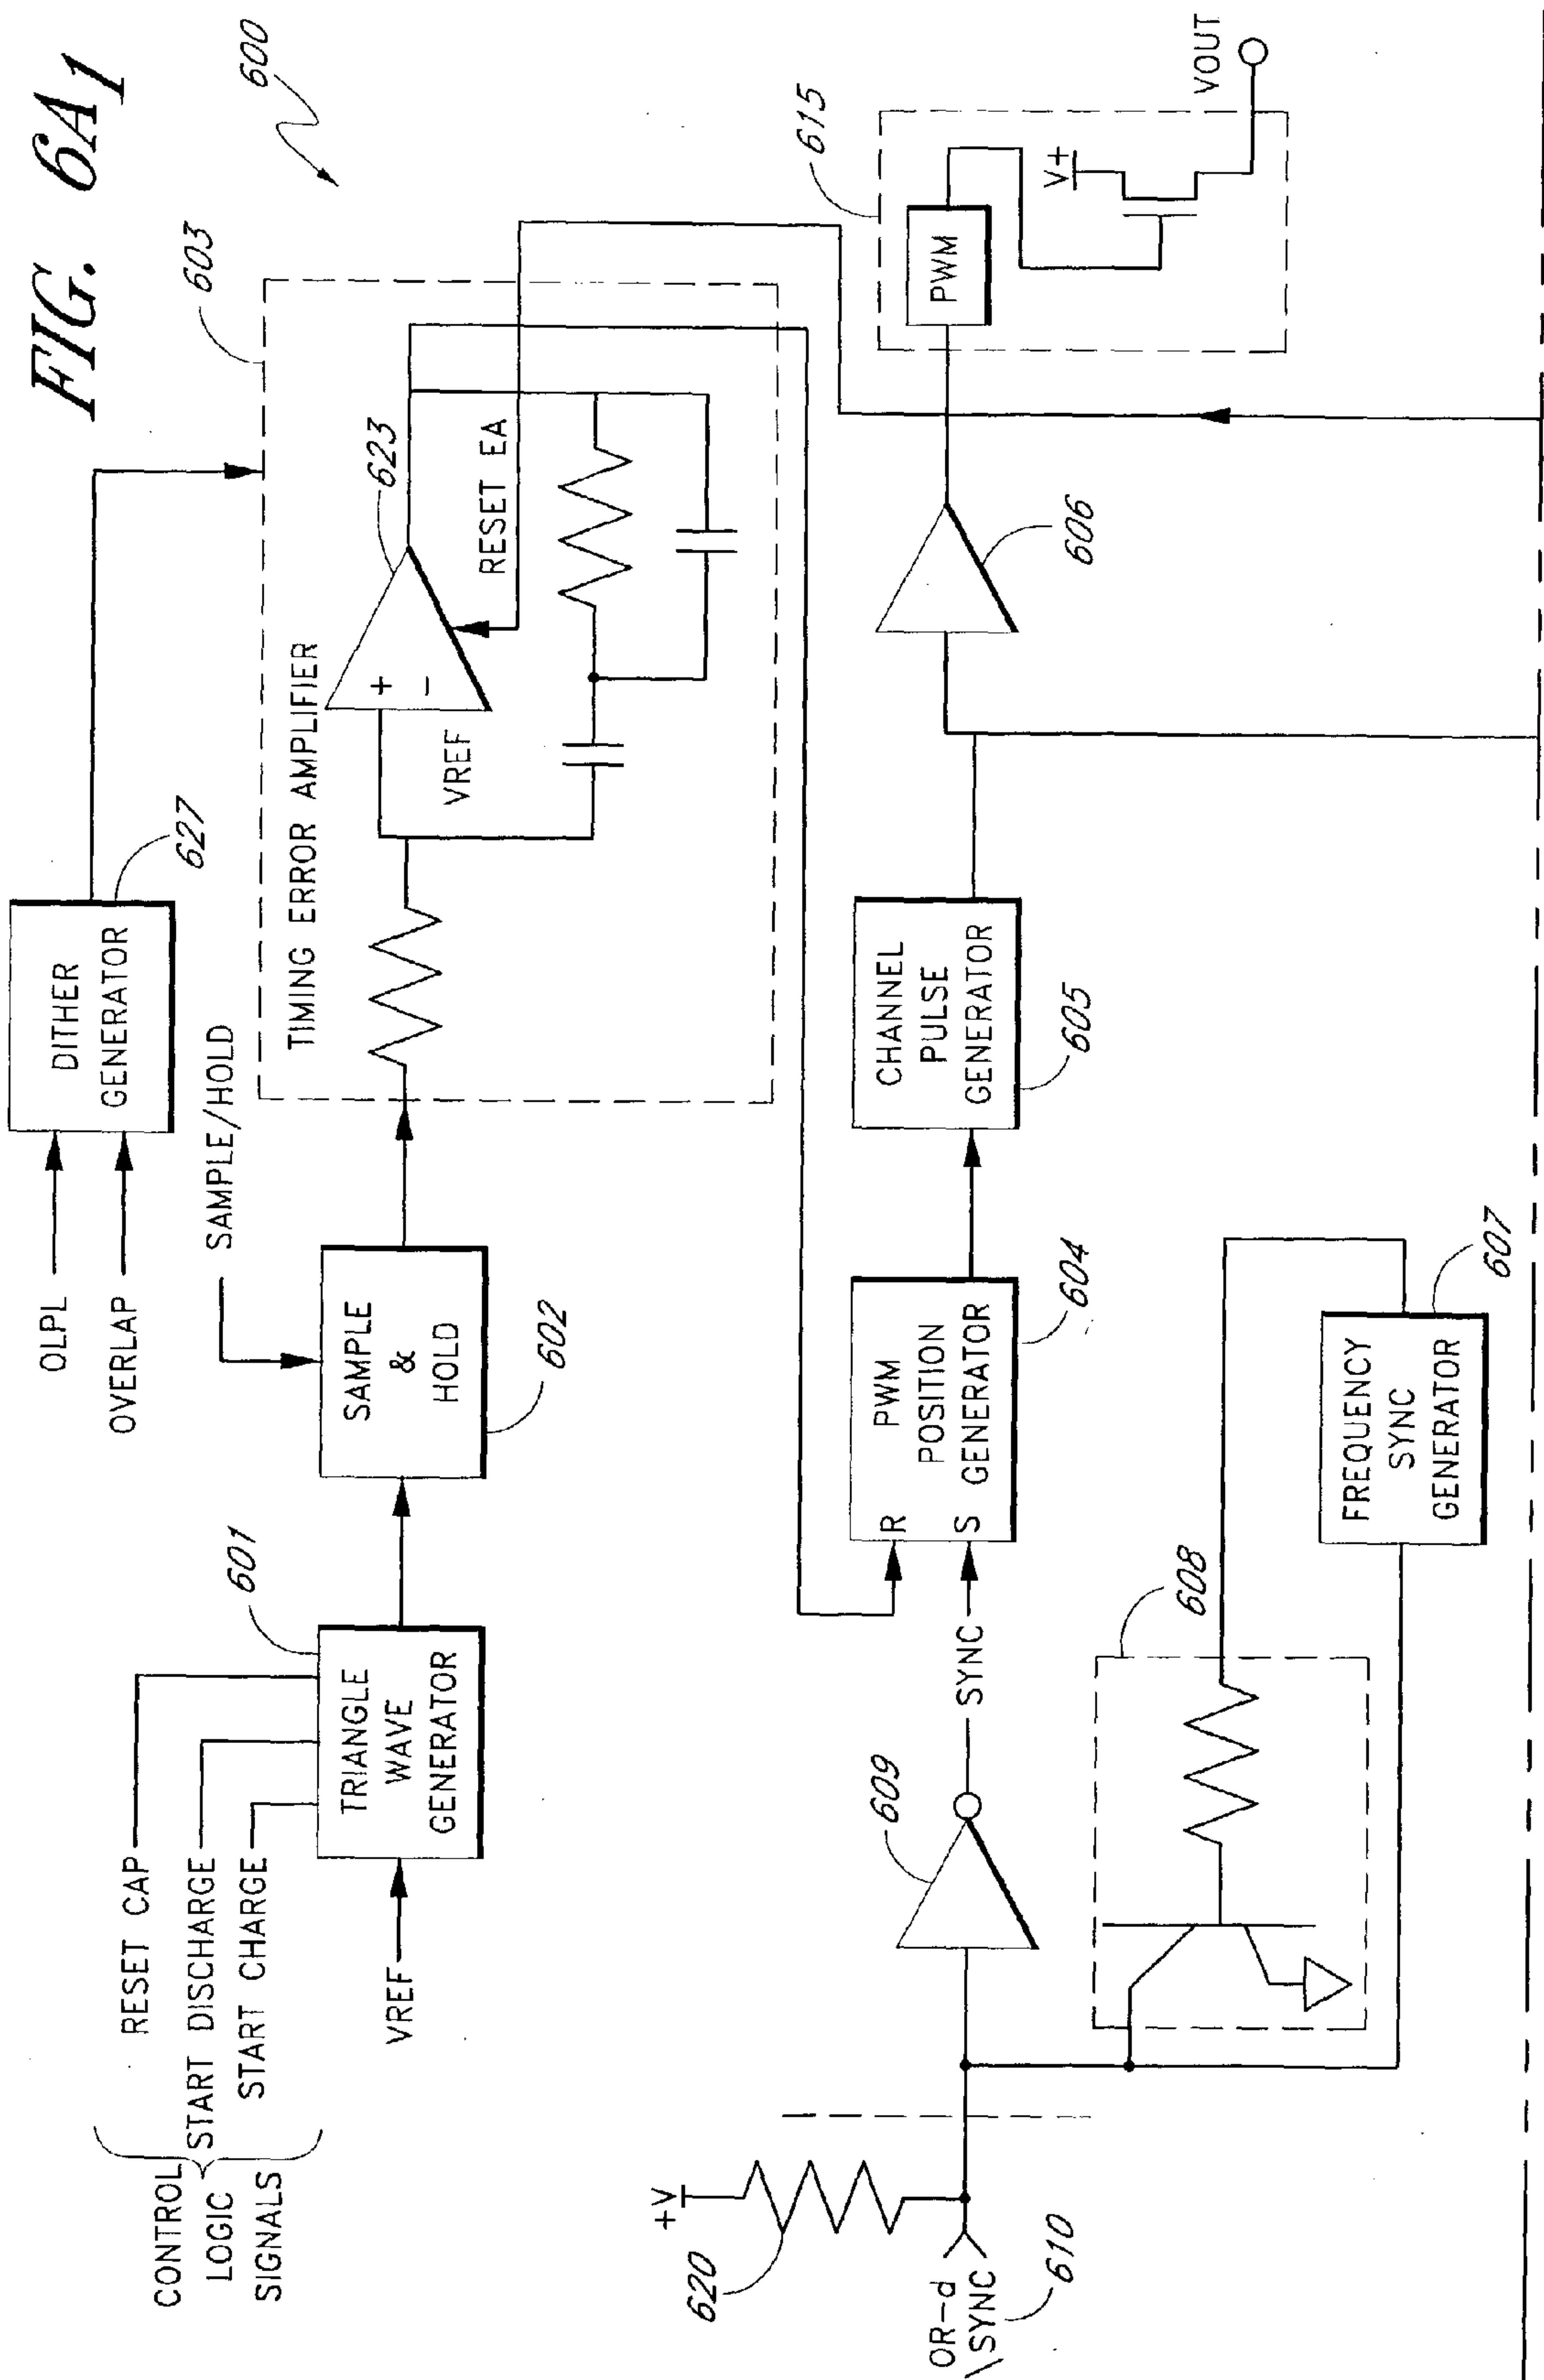 FIG. 6A1
600
DITHER
GENERATOR
627
OLPL
OVERLAP
SAMPLE/HOLD
603
TIMING ERROR AMPLIFIER
+
-
VREF
623
RESET EA
SAMPLE
&
HOLD
602
CONTROL
LOGIC
SIGNALS
RESET CAP
START DISCHARGE
START CHARGE
TRIANGLE
WAVE
GENERATOR
601
VREF
+V
620
OR-d
\SYNC
610
609
SYNC
R
S
PWM
POSITION
GENERATOR
604
CHANNEL
PULSE
GENERATOR
605
606
615
PWM
V+
VOUT
608
FREQUENCY
SYNC
GENERATOR
607